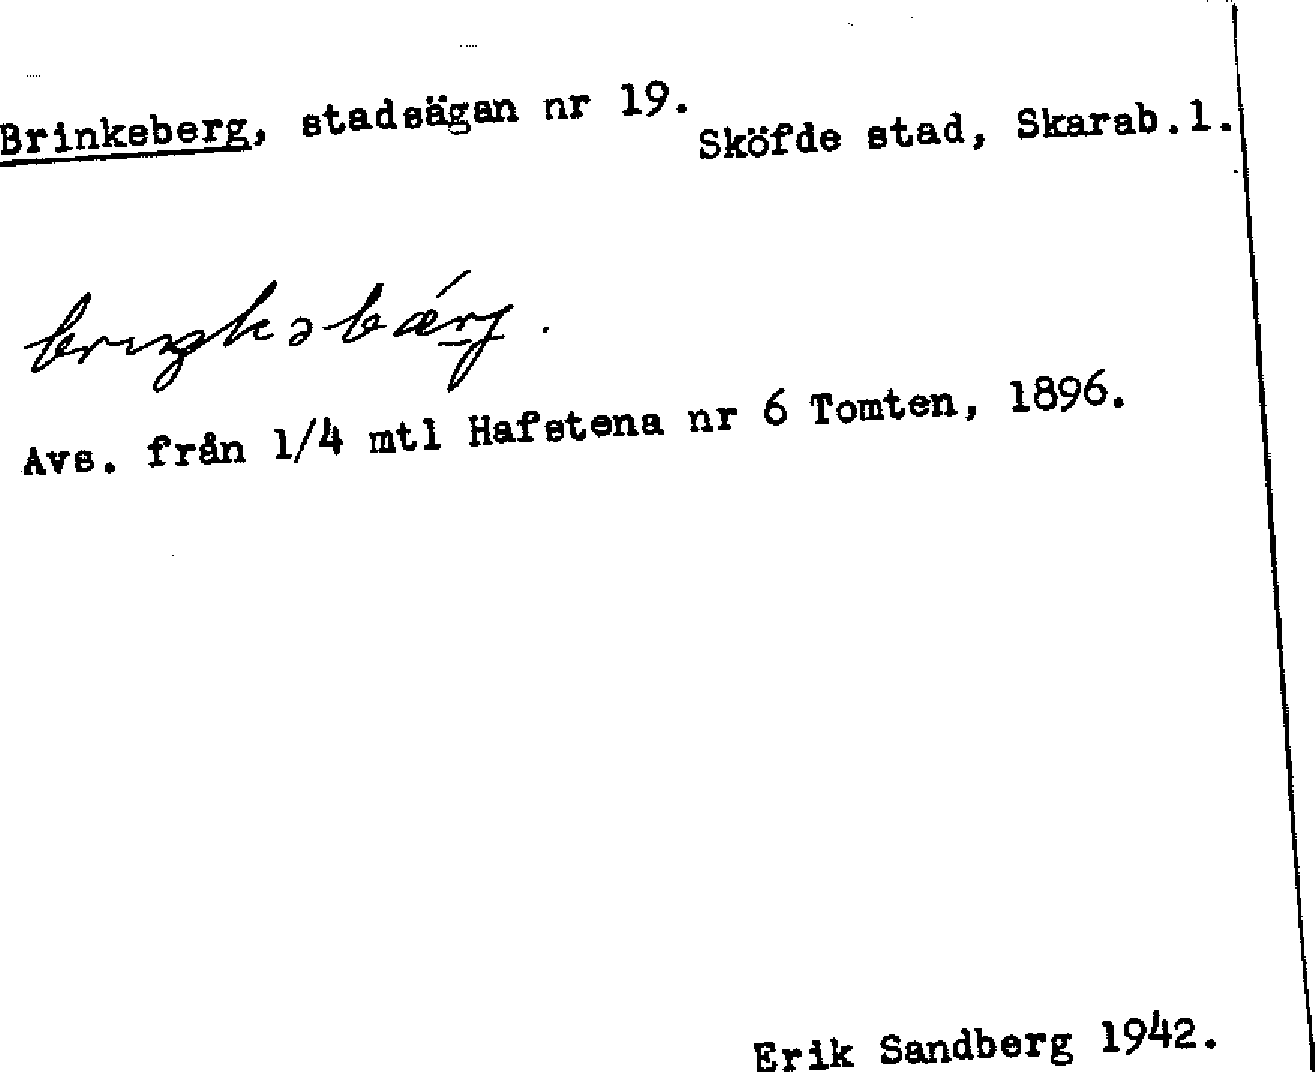 Brinkeberg, stadsägan nr 19. Sköfde stad, Skarab.l.
briŋkəbærj.
Avs. från 1/4 mtl Hafstena nr 6 Tomten, 1896.
Erik Sandberg 1942.